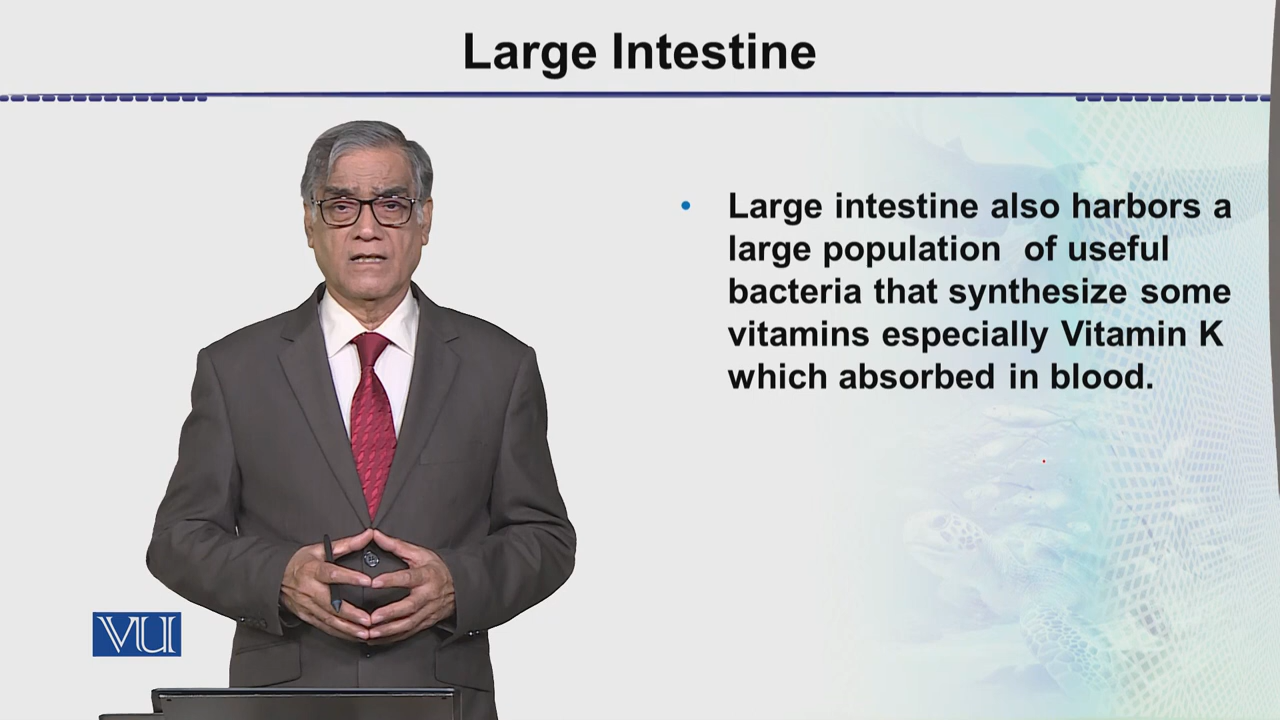 Large Intestine
• Large intestine also harbors a
large population of useful
bacteria that synthesize some
vitamins especially Vitamin K
which absorbed in blood.
VU